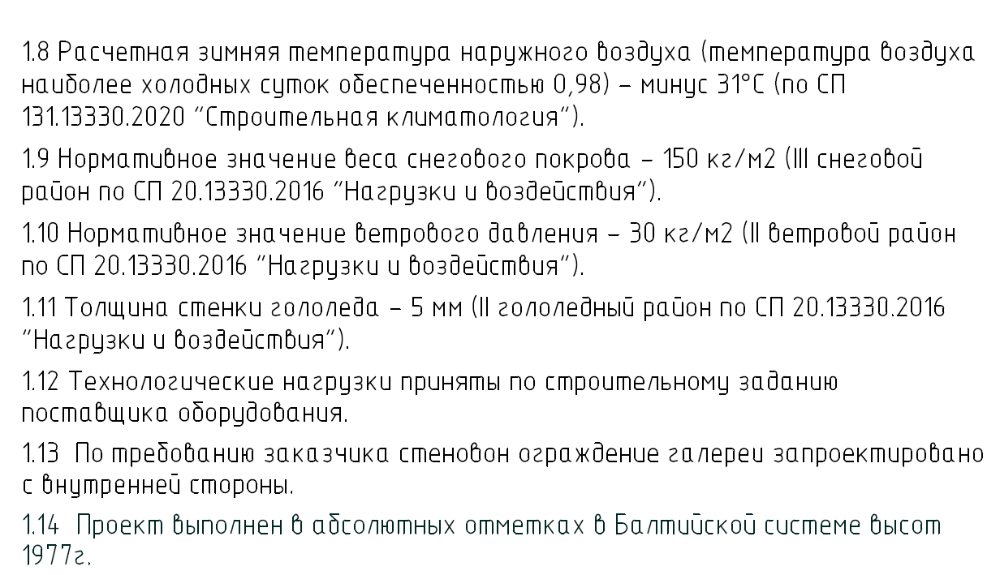 1.8 Расчетная зимняя температура наружного воздуха (температура воздуха
наиболее холодных суток обеспеченностью 0,98) – минус 31°С (по СП
131.13330.2020 "Строительная климатология").
1.9 Нормативное значение веса снегового покрова – 150 кг/м2 (III снеговой
район по СП 20.13330.2016 "Нагрузки и воздействия").
1.10 Нормативное значение ветрового давления – 30 кг/м2 (II ветровой район
по СП 20.13330.2016 "Нагрузки и воздействия").
1.11 Толщина стенки гололеда – 5 мм (II гололедный район по СП 20.13330.2016
"Нагрузки и воздействия").
1.12 Технологические нагрузки приняты по строительному заданию
поставщика оборудования.
1.13 По требованию заказчика стеновон ограждение галереи запроектировано
с внутренней стороны.
1.14 Проект выполнен в абсолютных отметках в Балтийской системе высот
1977г.